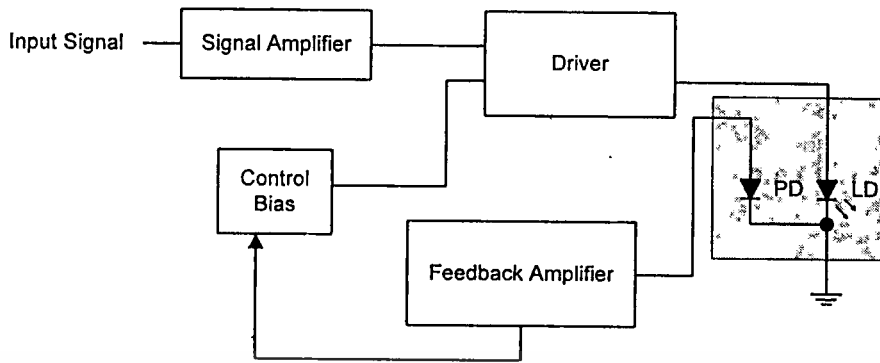 Input Signal
Signal Amplifier
Driver
Control
Bias
PD
LD
Feedback Amplifier